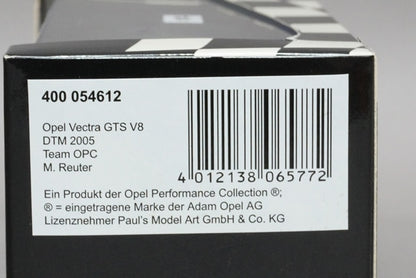 400 054612
Opel Vectra GTS V8
DTM 2005
Team OPC
M. Reuter
4 012138 065772
Ein Produkt der Opel Performance Collection ®;
® = eingetragene Marke der Adam Opel AG
Lizenznehmer Paul's Model Art GmbH & Co. KG